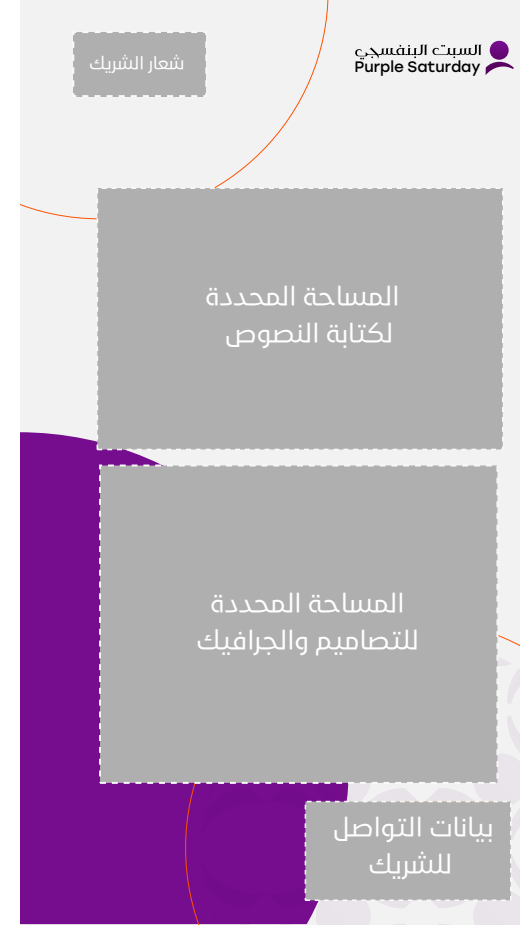 السبت البنفسجي
Purple Saturday
شعار الشريك
المساحة المحددة
لكتابة النصوص
المساحة المحددة
للتصاميم والجرافيك
بيانات التواصل
للشريك